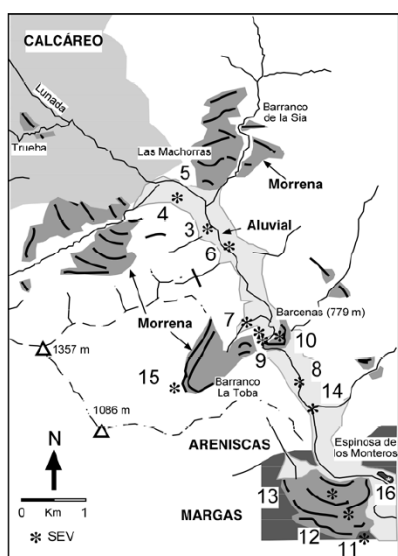 CALCÁREO
Lunada
Barranco
de la Sía
Trueba
Las Machorras
5
Morrena
4
3
Aluvial
6
Morrena
7
Barcenas (779 m)
10
1357 m
9
8
15
Barranco
La Toba
14
1086 m
N
ARENISCAS
Espinosa de
los Monteros
0 Km 1
13
16
✻ SEV
MARGAS
12
11